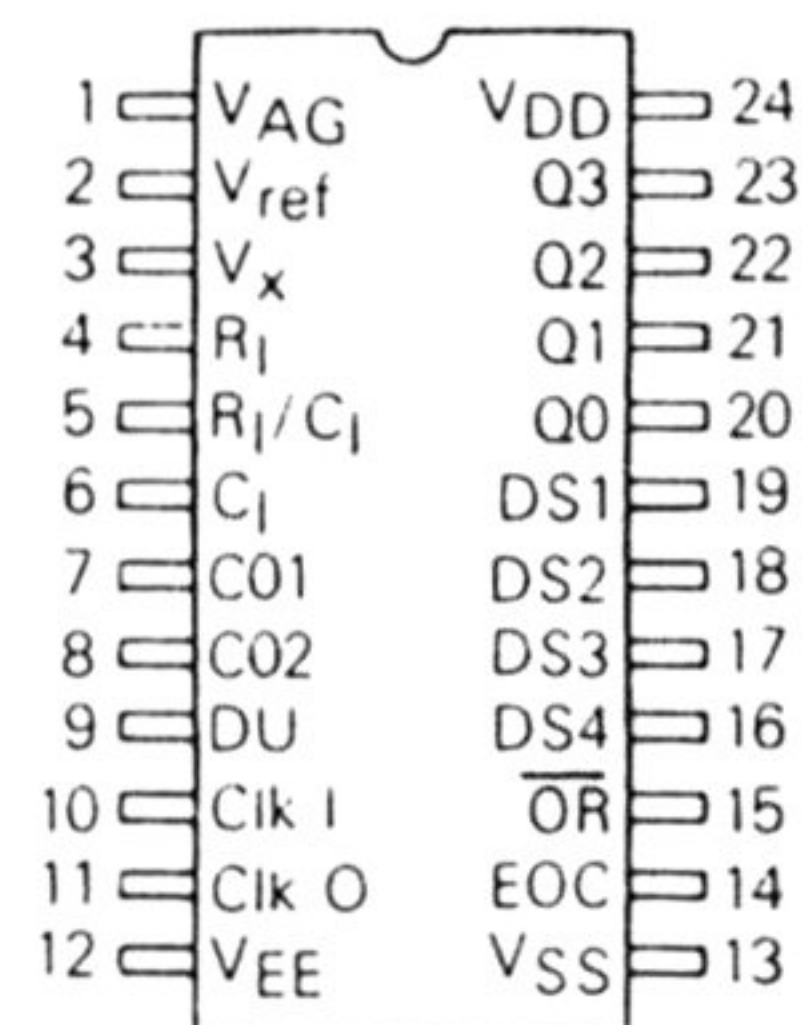 1 VAG VDD 24
2 Vref Q3 23
3 Vx Q2 22
4 RI Q1 21
5 RI/CI Q0 20
6 CI DS1 19
7 CO1 DS2 18
8 CO2 DS3 17
9 DU DS4 16
10 Clk I OR 15
11 Clk O EOC 14
12 VEE VSS 13